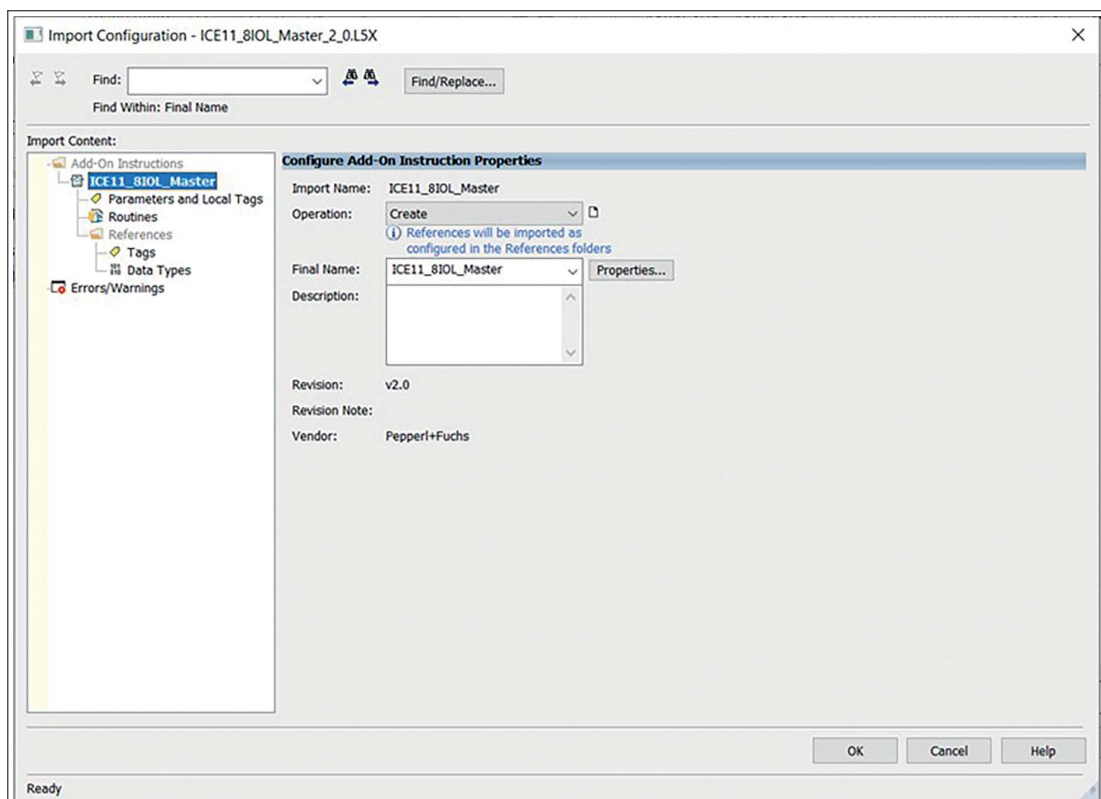 Import Configuration - ICE11_8IOL_Master_2_0.L5X
Find:
Find/Replace...
Find Within: Final Name
Import Content:
Add-On Instructions
ICE11_8IOL_Master
Parameters and Local Tags
Routines
References
Tags
Data Types
Errors/Warnings
Configure Add-On Instruction Properties
Import Name: ICE11_8IOL_Master
Operation: Create
References will be imported as
configured in the References folders
Final Name: ICE11_8IOL_Master Properties...
Description:
Revision: v2.0
Revision Note:
Vendor: Pepperl+Fuchs
OK Cancel Help
Ready